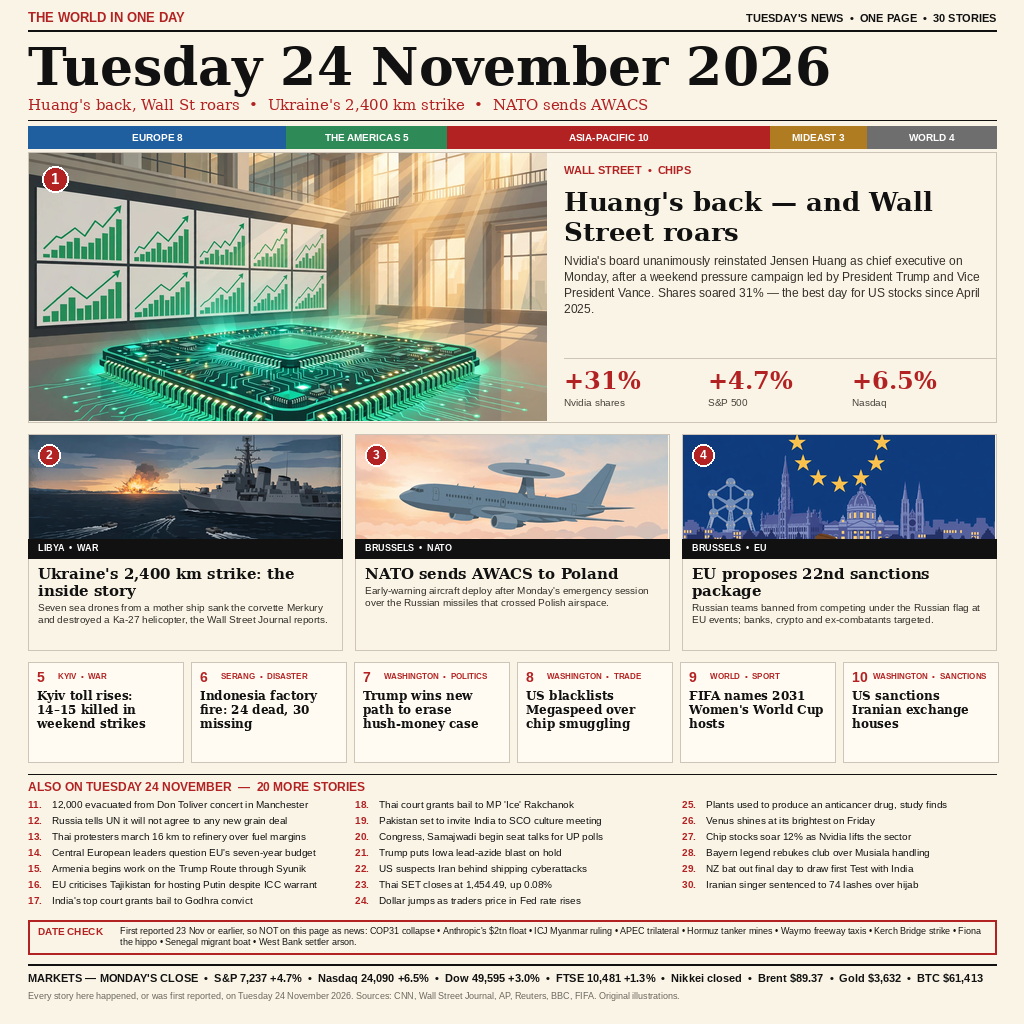 THE WORLD IN ONE DAY
TUESDAY'S NEWS • ONE PAGE • 30 STORIES
Tuesday 24 November 2026
Huang's back, Wall St roars • Ukraine's 2,400 km strike • NATO sends AWACS
EUROPE 8
THE AMERICAS 5
ASIA-PACIFIC 10
MIDEAST 3
WORLD 4
1
WALL STREET • CHIPS
Huang's back — and Wall
Street roars
Nvidia's board unanimously reinstated Jensen Huang as chief executive on
Monday, after a weekend pressure campaign led by President Trump and Vice
President Vance. Shares soared 31% — the best day for US stocks since April
2025.
+31%
Nvidia shares
+4.7%
S&P 500
+6.5%
Nasdaq
2
LIBYA • WAR
Ukraine's 2,400 km strike: the
inside story
Seven sea drones from a mother ship sank the corvette Merkury
and destroyed a Ka-27 helicopter, the Wall Street Journal reports.
3
BRUSSELS • NATO
NATO sends AWACS to Poland
Early-warning aircraft deploy after Monday's emergency session
over the Russian missiles that crossed Polish airspace.
4
BRUSSELS • EU
EU proposes 22nd sanctions
package
Russian teams banned from competing under the Russian flag at
EU events; banks, crypto and ex-combatants targeted.
5 KYIV • WAR
Kyiv toll rises:
14–15 killed in
weekend strikes
6 SERANG • DISASTER
Indonesia factory
fire: 24 dead, 30
missing
7 WASHINGTON • POLITICS
Trump wins new
path to erase
hush-money case
8 WASHINGTON • TRADE
US blacklists
Megaspeed over
chip smuggling
9 WORLD • SPORT
FIFA names 2031
Women's World Cup
hosts
10 WASHINGTON • SANCTIONS
US sanctions
Iranian exchange
houses
ALSO ON TUESDAY 24 NOVEMBER — 20 MORE STORIES
11. 12,000 evacuated from Don Toliver concert in Manchester
12. Russia tells UN it will not agree to any new grain deal
13. Thai protesters march 16 km to refinery over fuel margins
14. Central European leaders question EU's seven-year budget
15. Armenia begins work on the Trump Route through Syunik
16. EU criticises Tajikistan for hosting Putin despite ICC warrant
17. India's top court grants bail to Godhra convict
18. Thai court grants bail to MP 'Ice' Rakchanok
19. Pakistan set to invite India to SCO culture meeting
20. Congress, Samajwadi begin seat talks for UP polls
21. Trump puts Iowa lead-azide blast on hold
22. US suspects Iran behind shipping cyberattacks
23. Thai SET closes at 1,454.49, up 0.08%
24. Dollar jumps as traders price in Fed rate rises
25. Plants used to produce an anticancer drug, study finds
26. Venus shines at its brightest on Friday
27. Chip stocks soar 12% as Nvidia lifts the sector
28. Bayern legend rebukes club over Musiala handling
29. NZ bat out final day to draw first Test with India
30. Iranian singer sentenced to 74 lashes over hijab
DATE CHECK
First reported 23 Nov or earlier, so NOT on this page as news: COP31 collapse • Anthropic's $2tn float • ICJ Myanmar ruling • APEC trilateral • Hormuz tanker mines • Waymo freeway taxis • Kerch Bridge strike • Fiona
the hippo • Senegal migrant boat • West Bank settler arson.
MARKETS — MONDAY'S CLOSE • S&P 7,237 +4.7% • Nasdaq 24,090 +6.5% • Dow 49,595 +3.0% • FTSE 10,481 +1.3% • Nikkei closed • Brent $89.37 • Gold $3,632 • BTC $61,413
Every story here happened, or was first reported, on Tuesday 24 November 2026. Sources: CNN, Wall Street Journal, AP, Reuters, BBC, FIFA. Original illustrations.